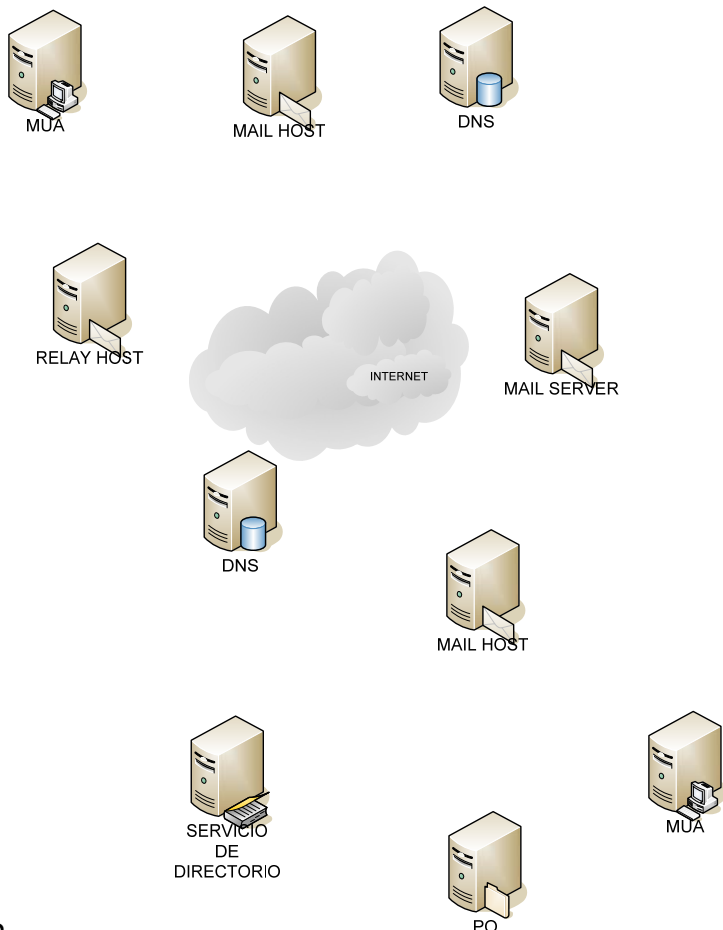 MUA
MAIL HOST
DNS
RELAY HOST
INTERNET
MAIL SERVER
DNS
MAIL HOST
SERVICIO
DE
DIRECTORIO
MUA
PO